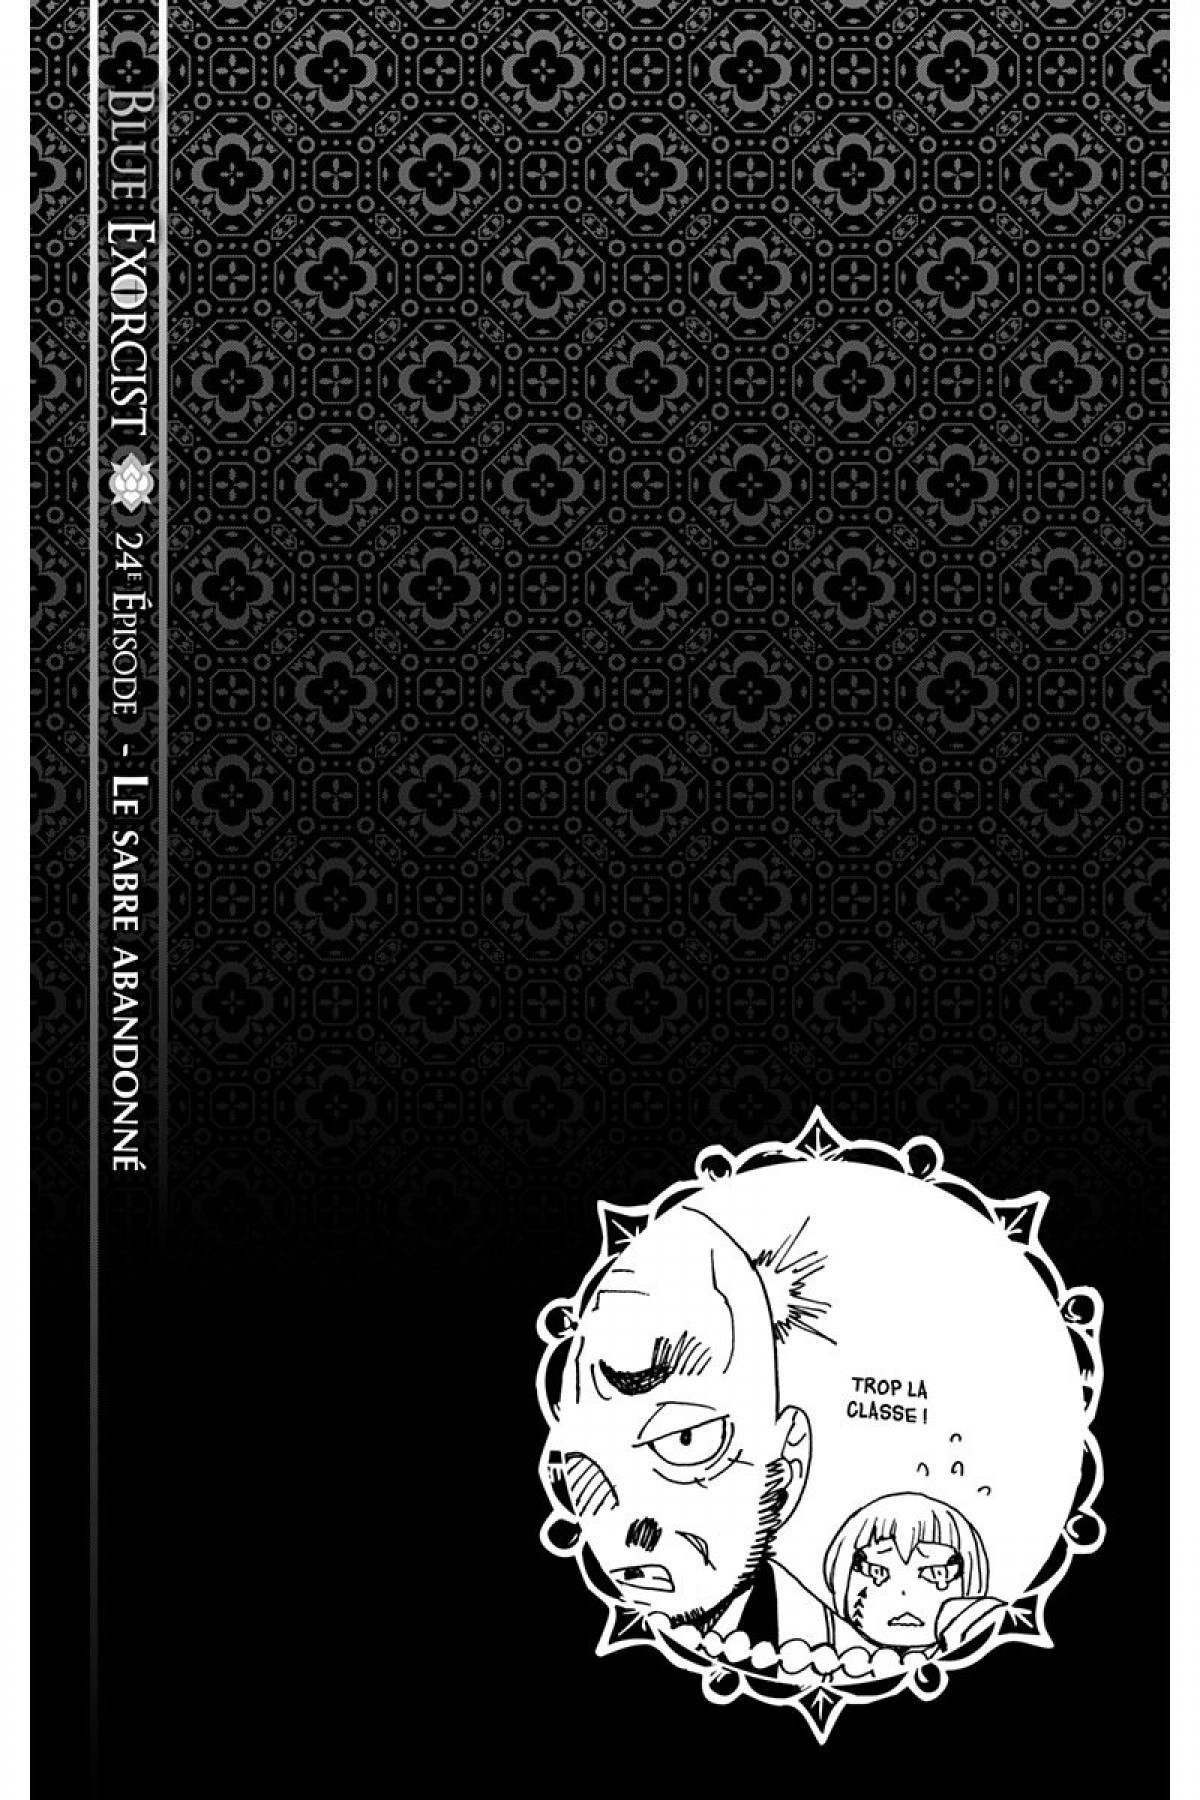 BLUE EXORCIST 24E ÉPISODE - LE SABRE ABANDONNÉ
TROP LA
CLASSE !